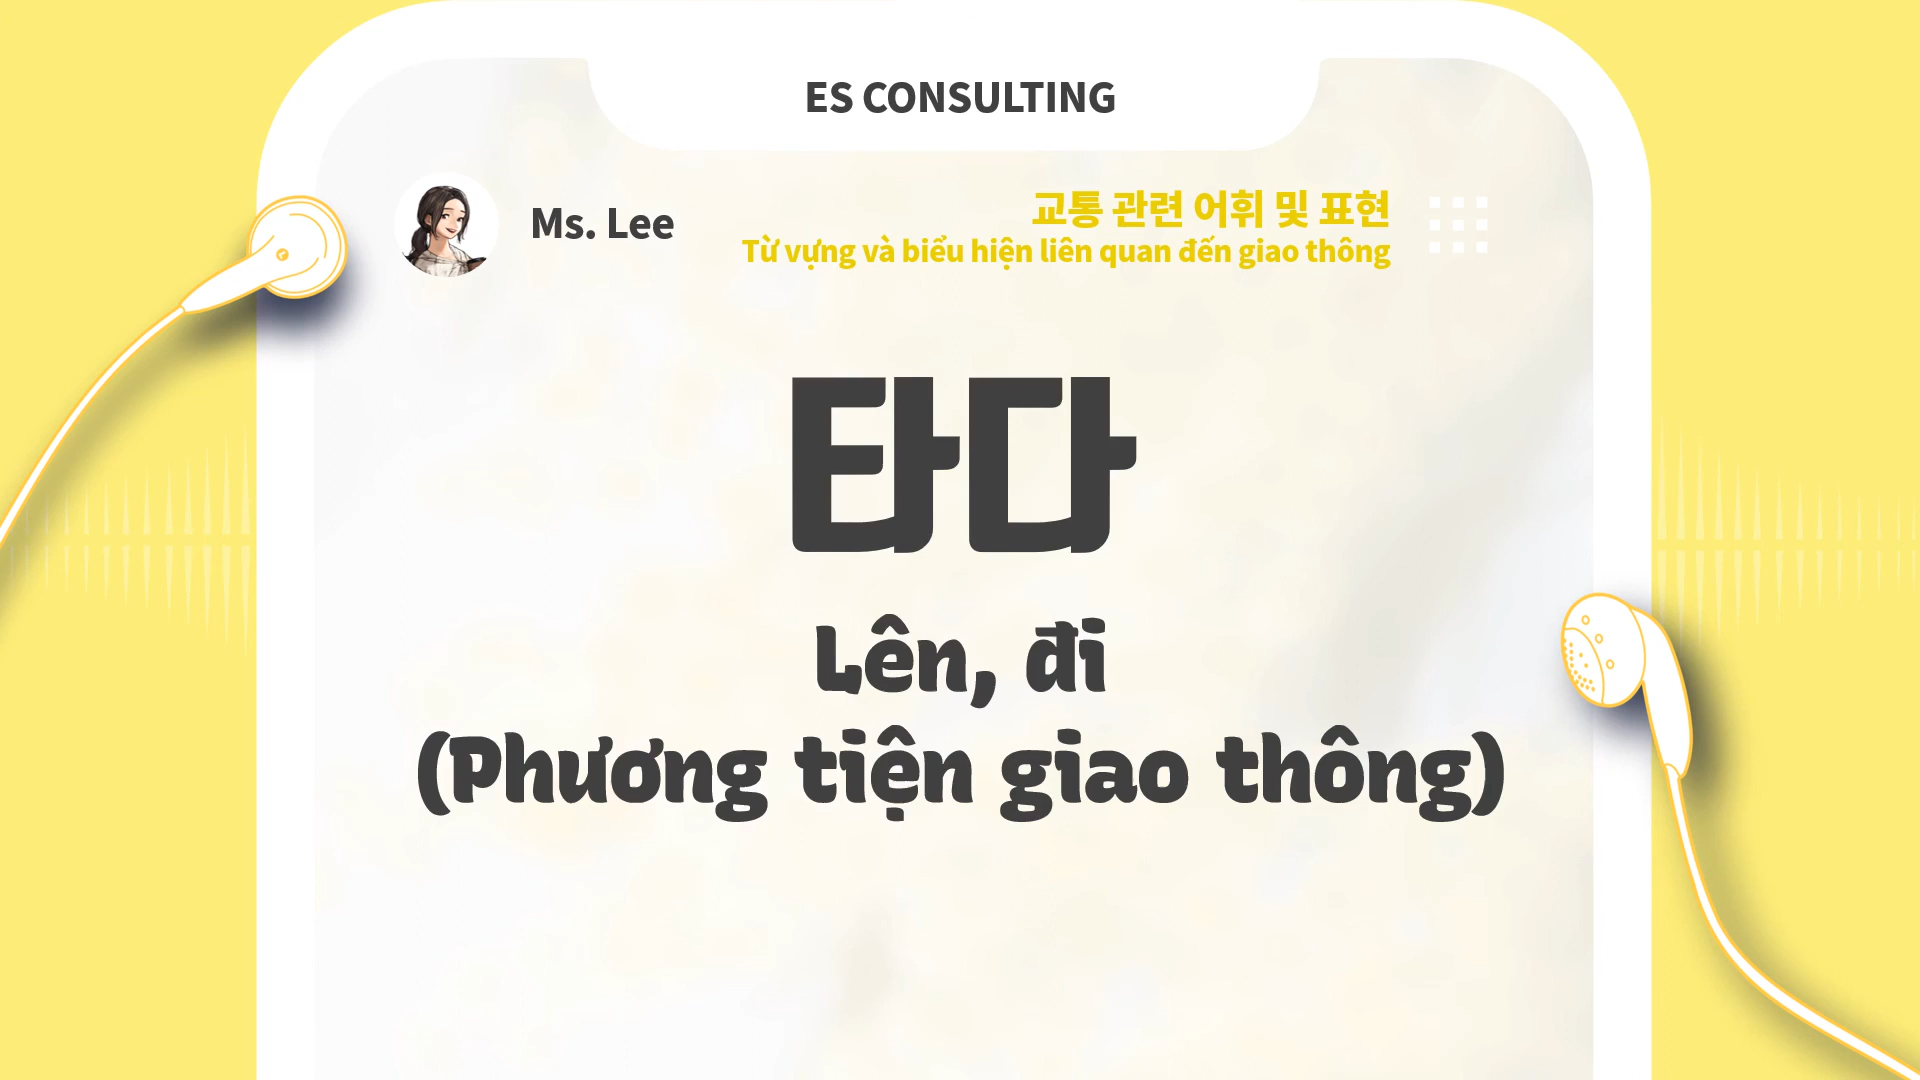 ES CONSULTING
Ms. Lee
교통 관련 어휘 및 표현
Từ vựng và biểu hiện liên quan đến giao thông
타다
Lên, đi
(Phương tiện giao thông)